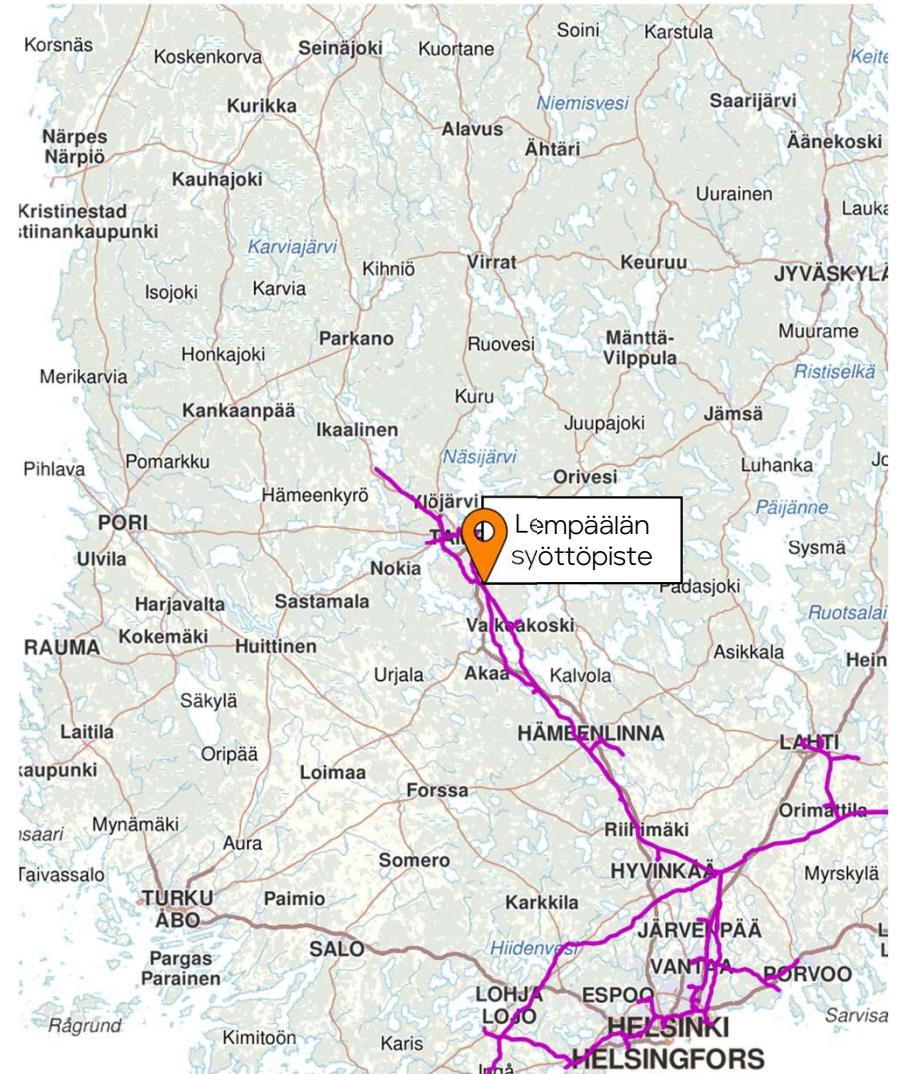 Soini
Karstula
Korsnäs
Koskenkorva
Seinäjoki
Kuortane
Kurikka
Niemisvesi
Saarijärvi
Alavus
Närpes
Närpiö
Ähtäri
Äänekoski
Kauhajoki
Uurainen
Kristinestad
Karviajärvi
Kihniö
Virrat
Keuruu
JYVÄSKYLÄ
Isojoki
Karvia
Parkano
Ruovesi
Mänttä-
Vilppula
Muurame
Honkajoki
Merikarvia
Ristiselkä
Kuru
Kankaanpää
Juupajoki
Jämsä
Ikaalinen
Pihlava
Pomarkku
Näsijärvi
Luhanka
Orivesi
Hämeenkyrö
Ylöjärvi
Päijänne
PORI
Lempäälän
syöttöpiste
Sysmä
Ulvila
Nokia
Padasjoki
Harjavalta
Sastamala
Valkeakoski
RAUMA
Kokemäki
Huittinen
Asikkala
Urjala
Akaa
Kalvola
Säkylä
Laitila
HÄMEENLINNA
LAHTI
Oripää
Loimaa
Forssa
Orimattila
Mynämäki
Riihimäki
Aura
Somero
HYVINKÄÄ
Myrskylä
Taivassalo
TURKU
ÅBO
Paimio
Karkkila
JÄRVENPÄÄ
SALO
Hiidenvesi
Pargas
Parainen
VANTAA
PORVOO
LOHJA
LOJO
ESPOO
Rågrund
HELSINKI
HELSINGFORS
Kimitoön
Karis
Ingå